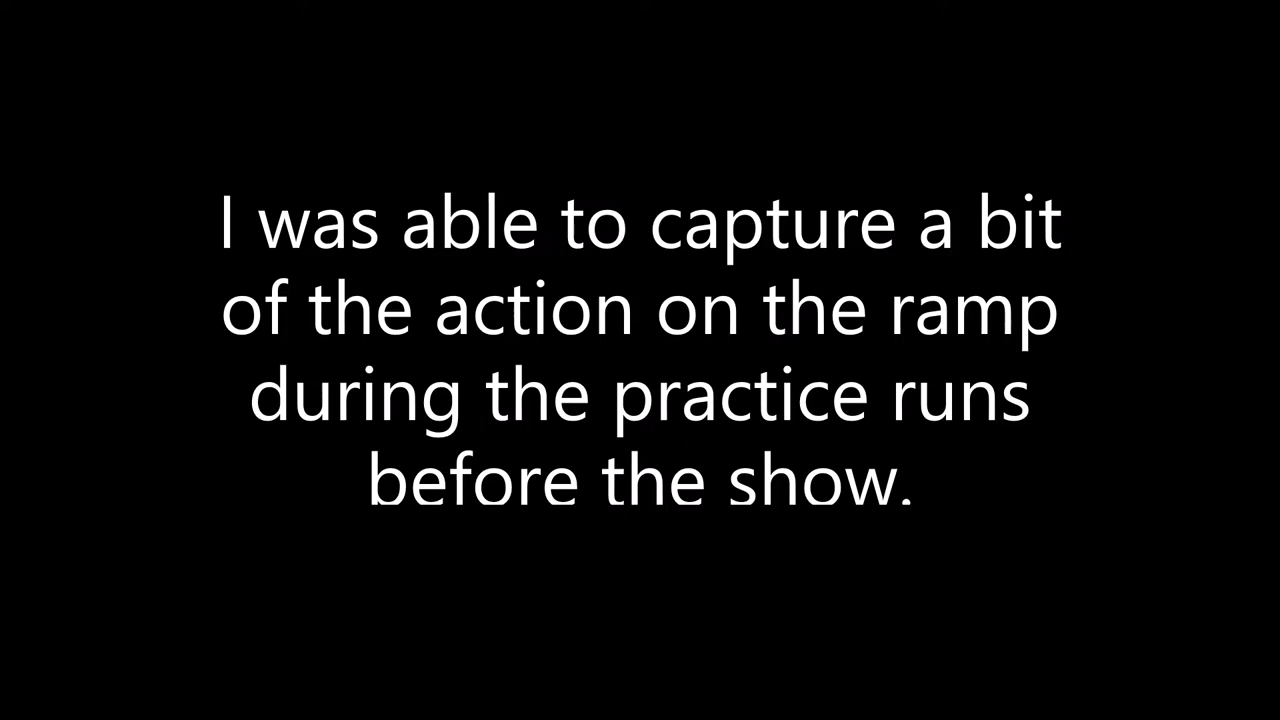 I was able to capture a bit
of the action on the ramp
during the practice runs
before the show.